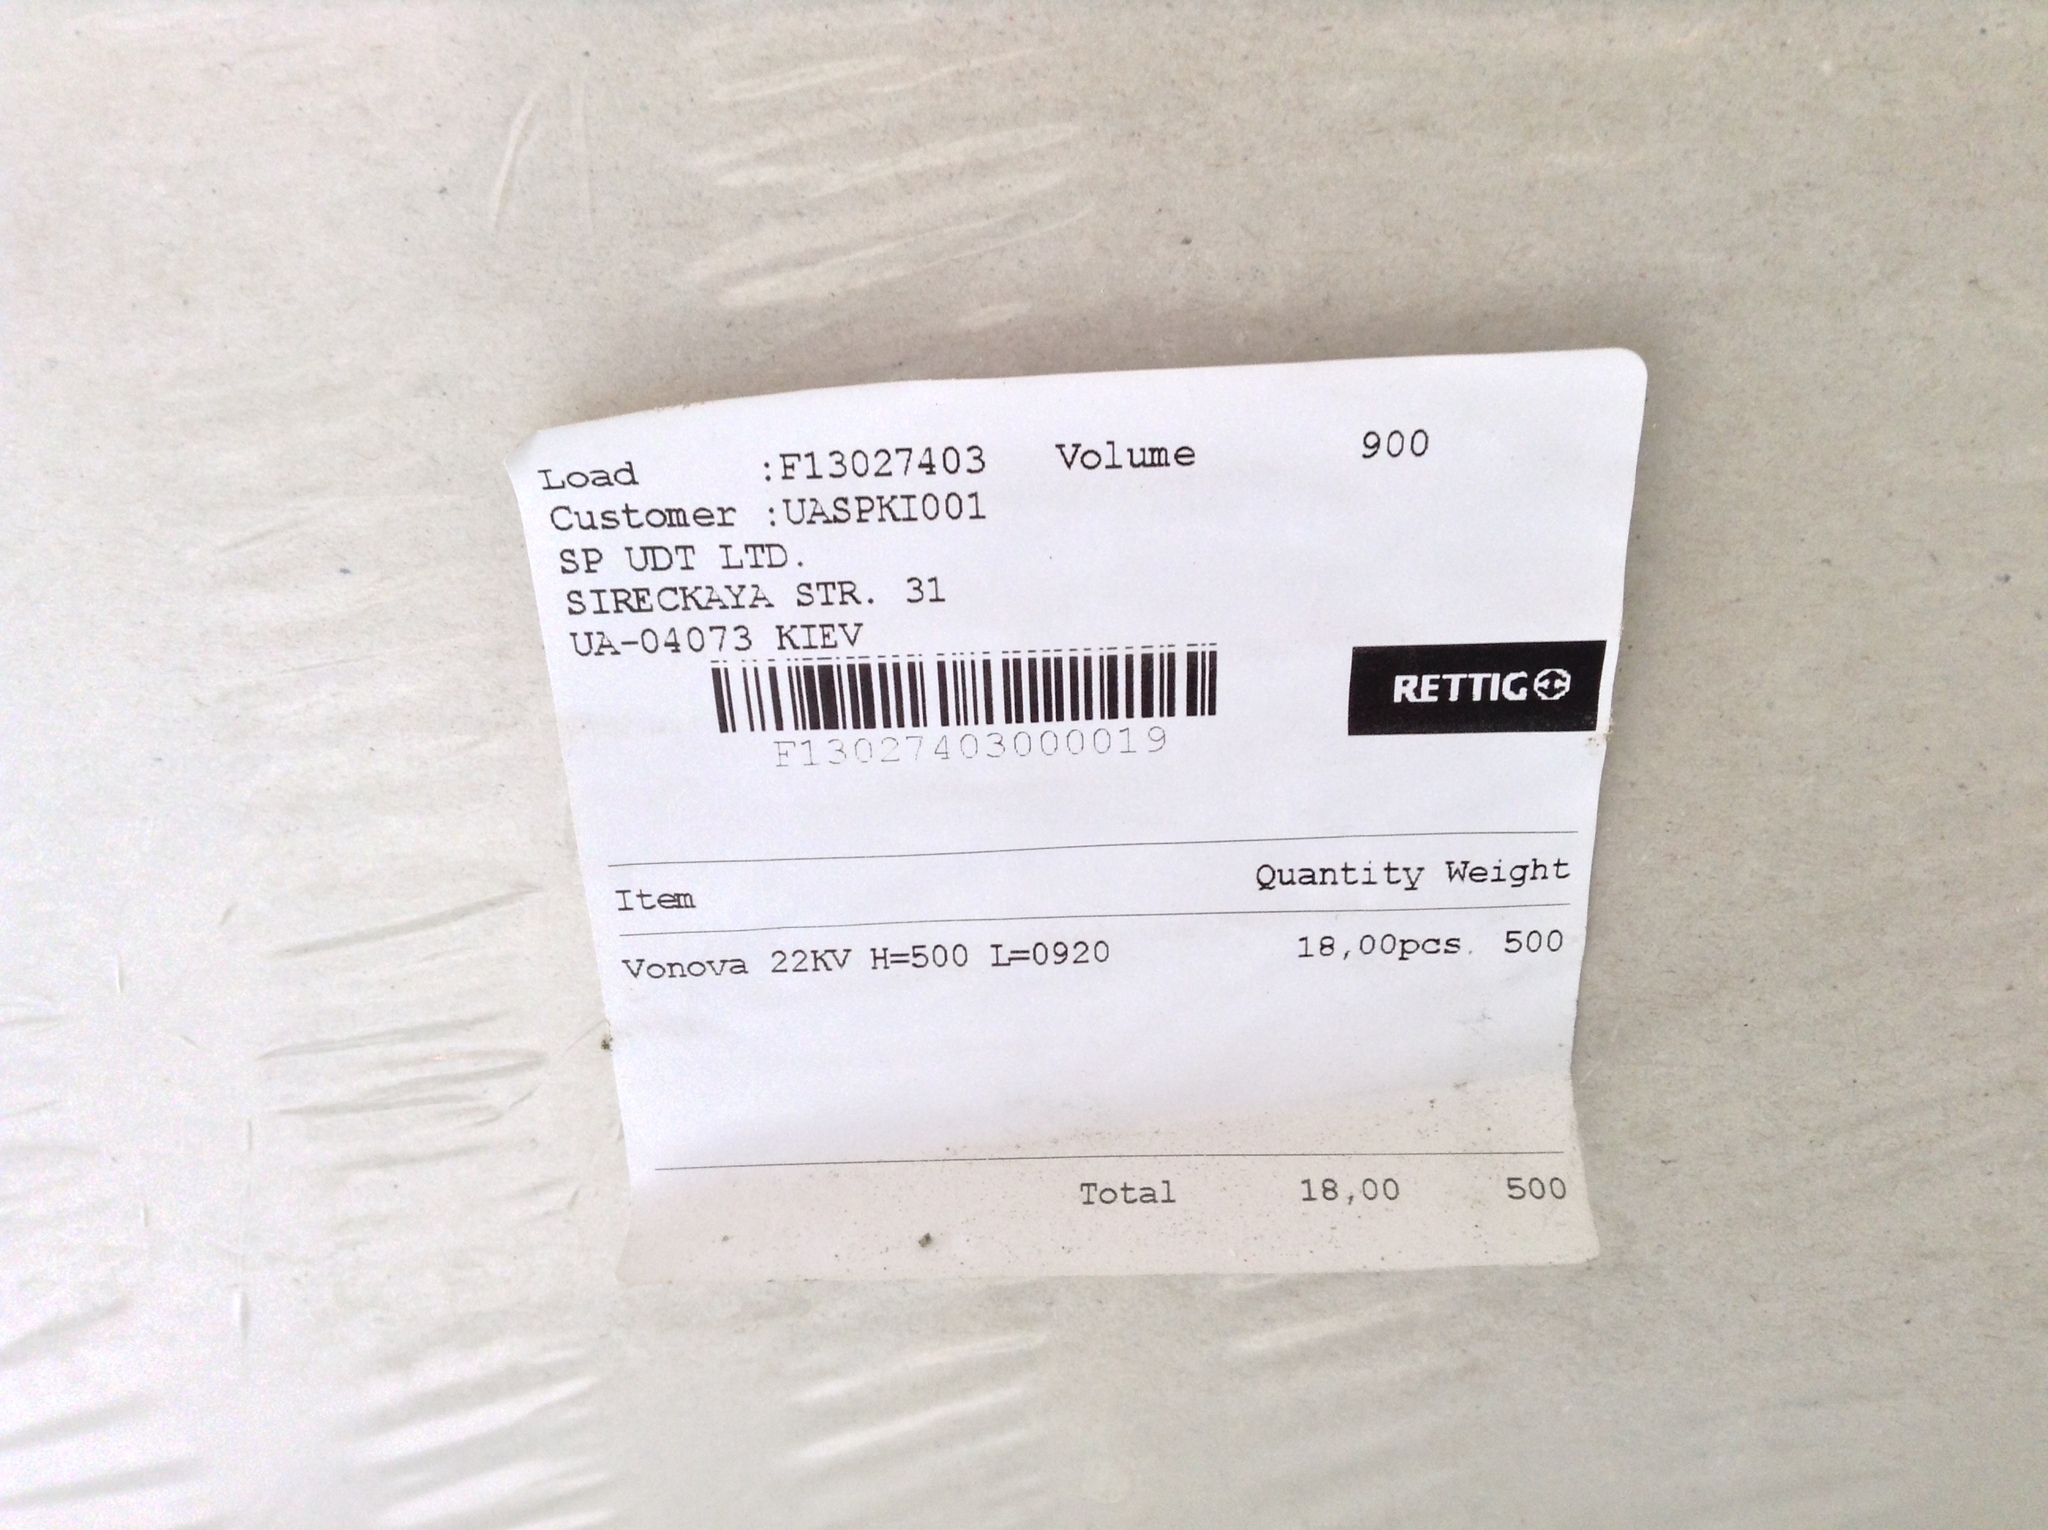 Load :F13027403 Volume 900
Customer :UASPKI001
SP UDT LTD.
SIRECKAYA STR. 31
UA-04073 KIEV
RETTIG
F13027403000019
Item Quantity Weight
Vonova 22KV H=500 L=0920 18,00pcs. 500
Total 18,00 500